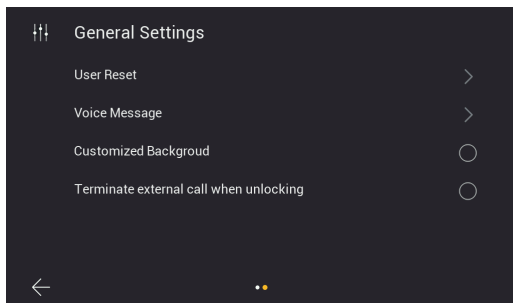 General Settings
User Reset
Voice Message
Customized Backgroud
Terminate external call when unlocking